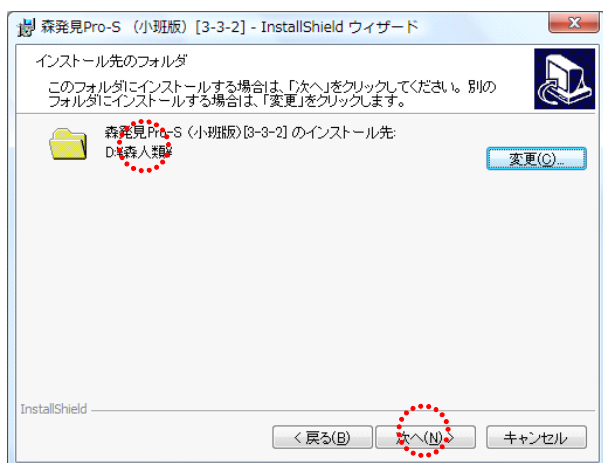 森発見Pro-S （小班版） [3-3-2] - InstallShield ウィザード
インストール先のフォルダ
このフォルダにインストールする場合は、「次へ」をクリックしてください。別の
フォルダにインストールする場合は、「変更」をクリックします。
森発見Pro-S （小班版）[3-3-2] のインストール先:
D:¥森人類¥
変更(C)...
InstallShield
< 戻る(B)
次へ(N) >
キャンセル